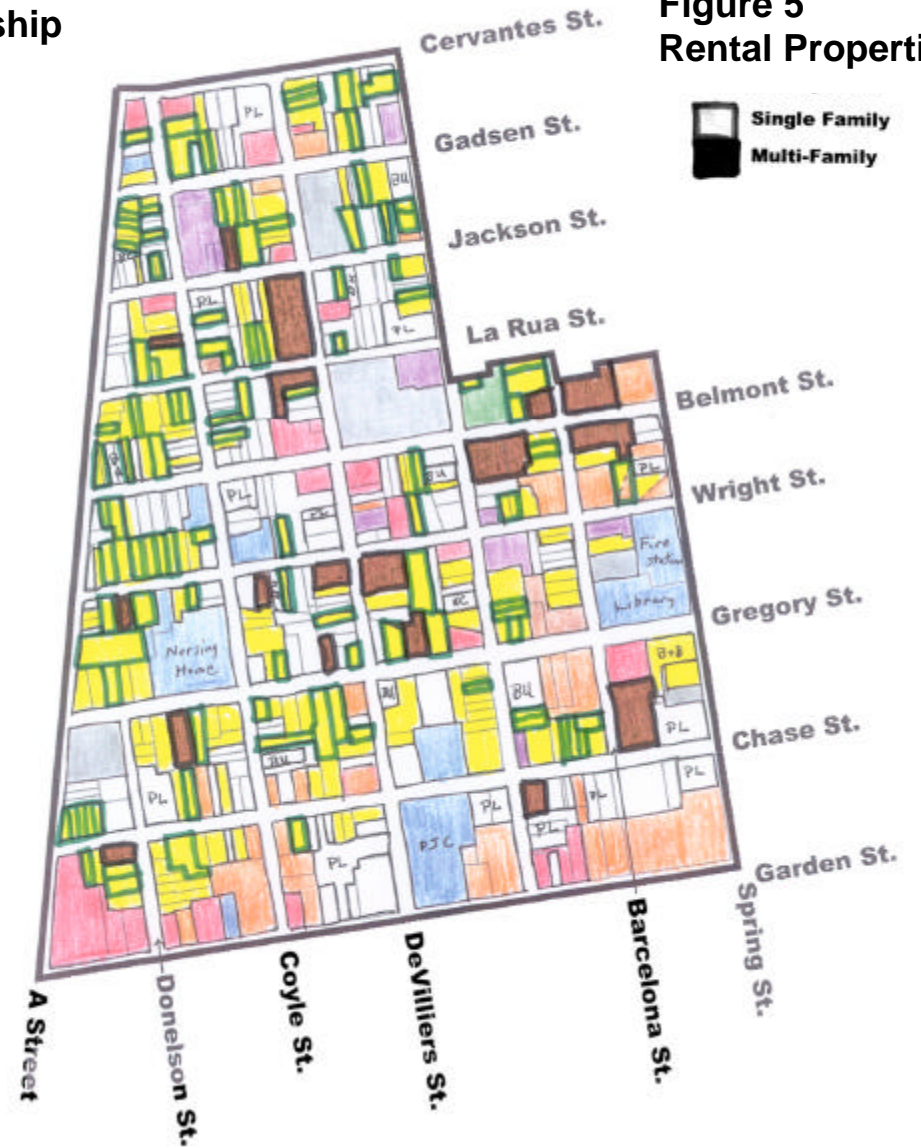 ship
Figure 5
Rental Properti
Single Family
Multi-Family
Cervantes St.
Gadsen St.
Jackson St.
La Rua St.
Belmont St.
Wright St.
Gregory St.
Chase St.
Garden St.
Spring St.
Barcelona St.
DeVilliers St.
Coyle St.
Donelson St.
A Street
PL
BU
PL
PL
BU
PL
PL
Fire
station
Library
Nursing
Home
B+B
BU
BU
PL
PL
BU
PL
PL
PL
PL
PJC
PL
PL